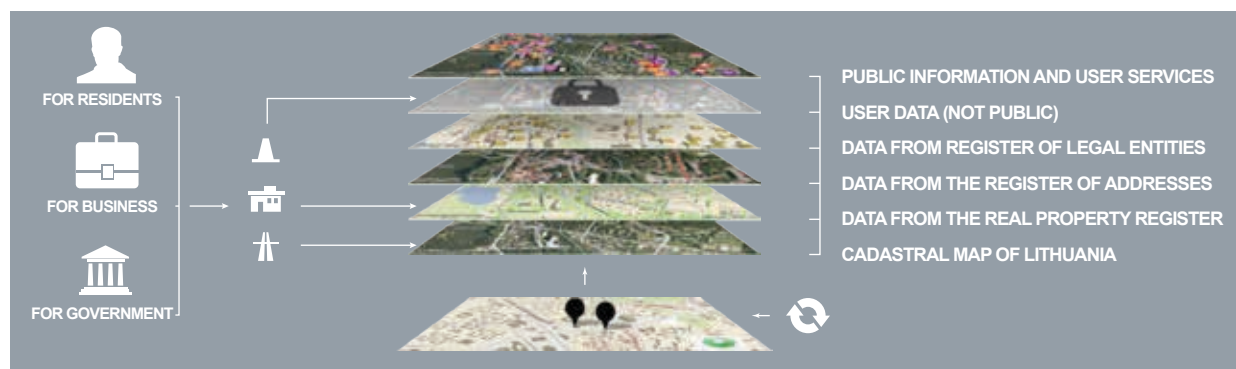 FOR RESIDENTS
FOR BUSINESS
FOR GOVERNMENT
PUBLIC INFORMATION AND USER SERVICES
USER DATA (NOT PUBLIC)
DATA FROM REGISTER OF LEGAL ENTITIES
DATA FROM THE REGISTER OF ADDRESSES
DATA FROM THE REAL PROPERTY REGISTER
CADASTRAL MAP OF LITHUANIA